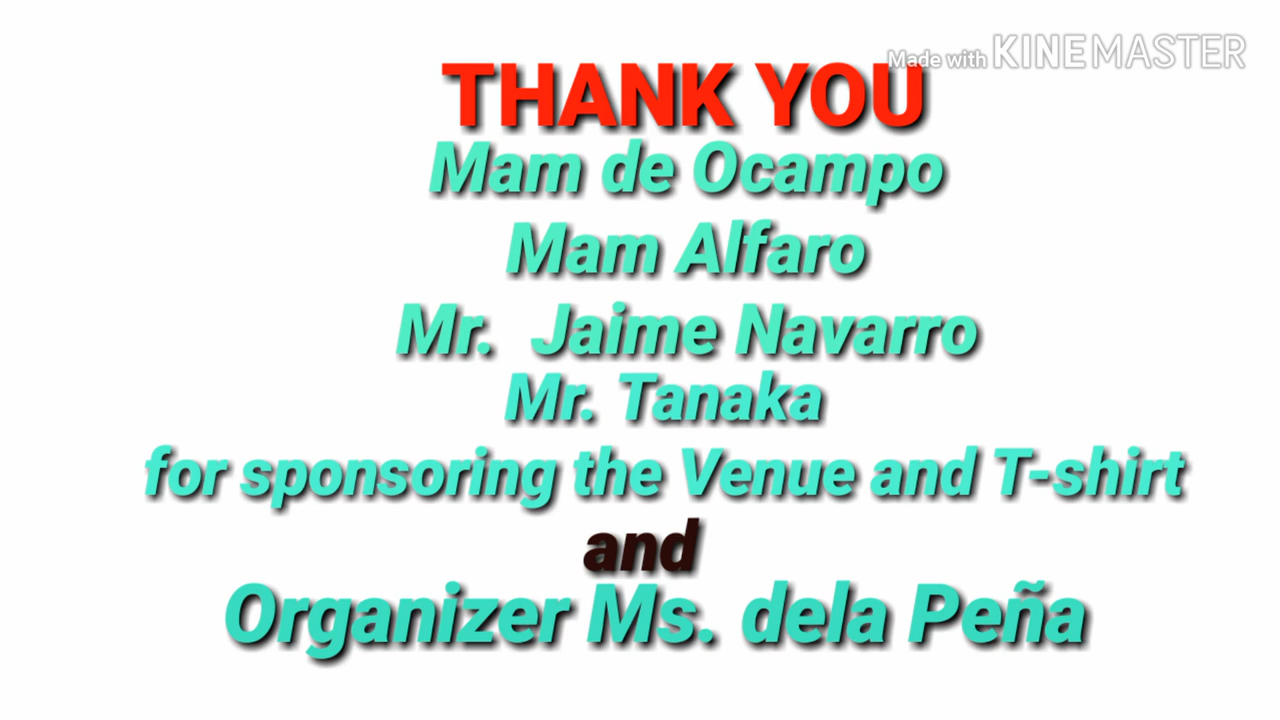 Made with KINEMASTER
THANK YOU
Mam de Ocampo
Mam Alfaro
Mr. Jaime Navarro
Mr. Tanaka
for sponsoring the Venue and T-shirt
and
Organizer Ms. dela Peña